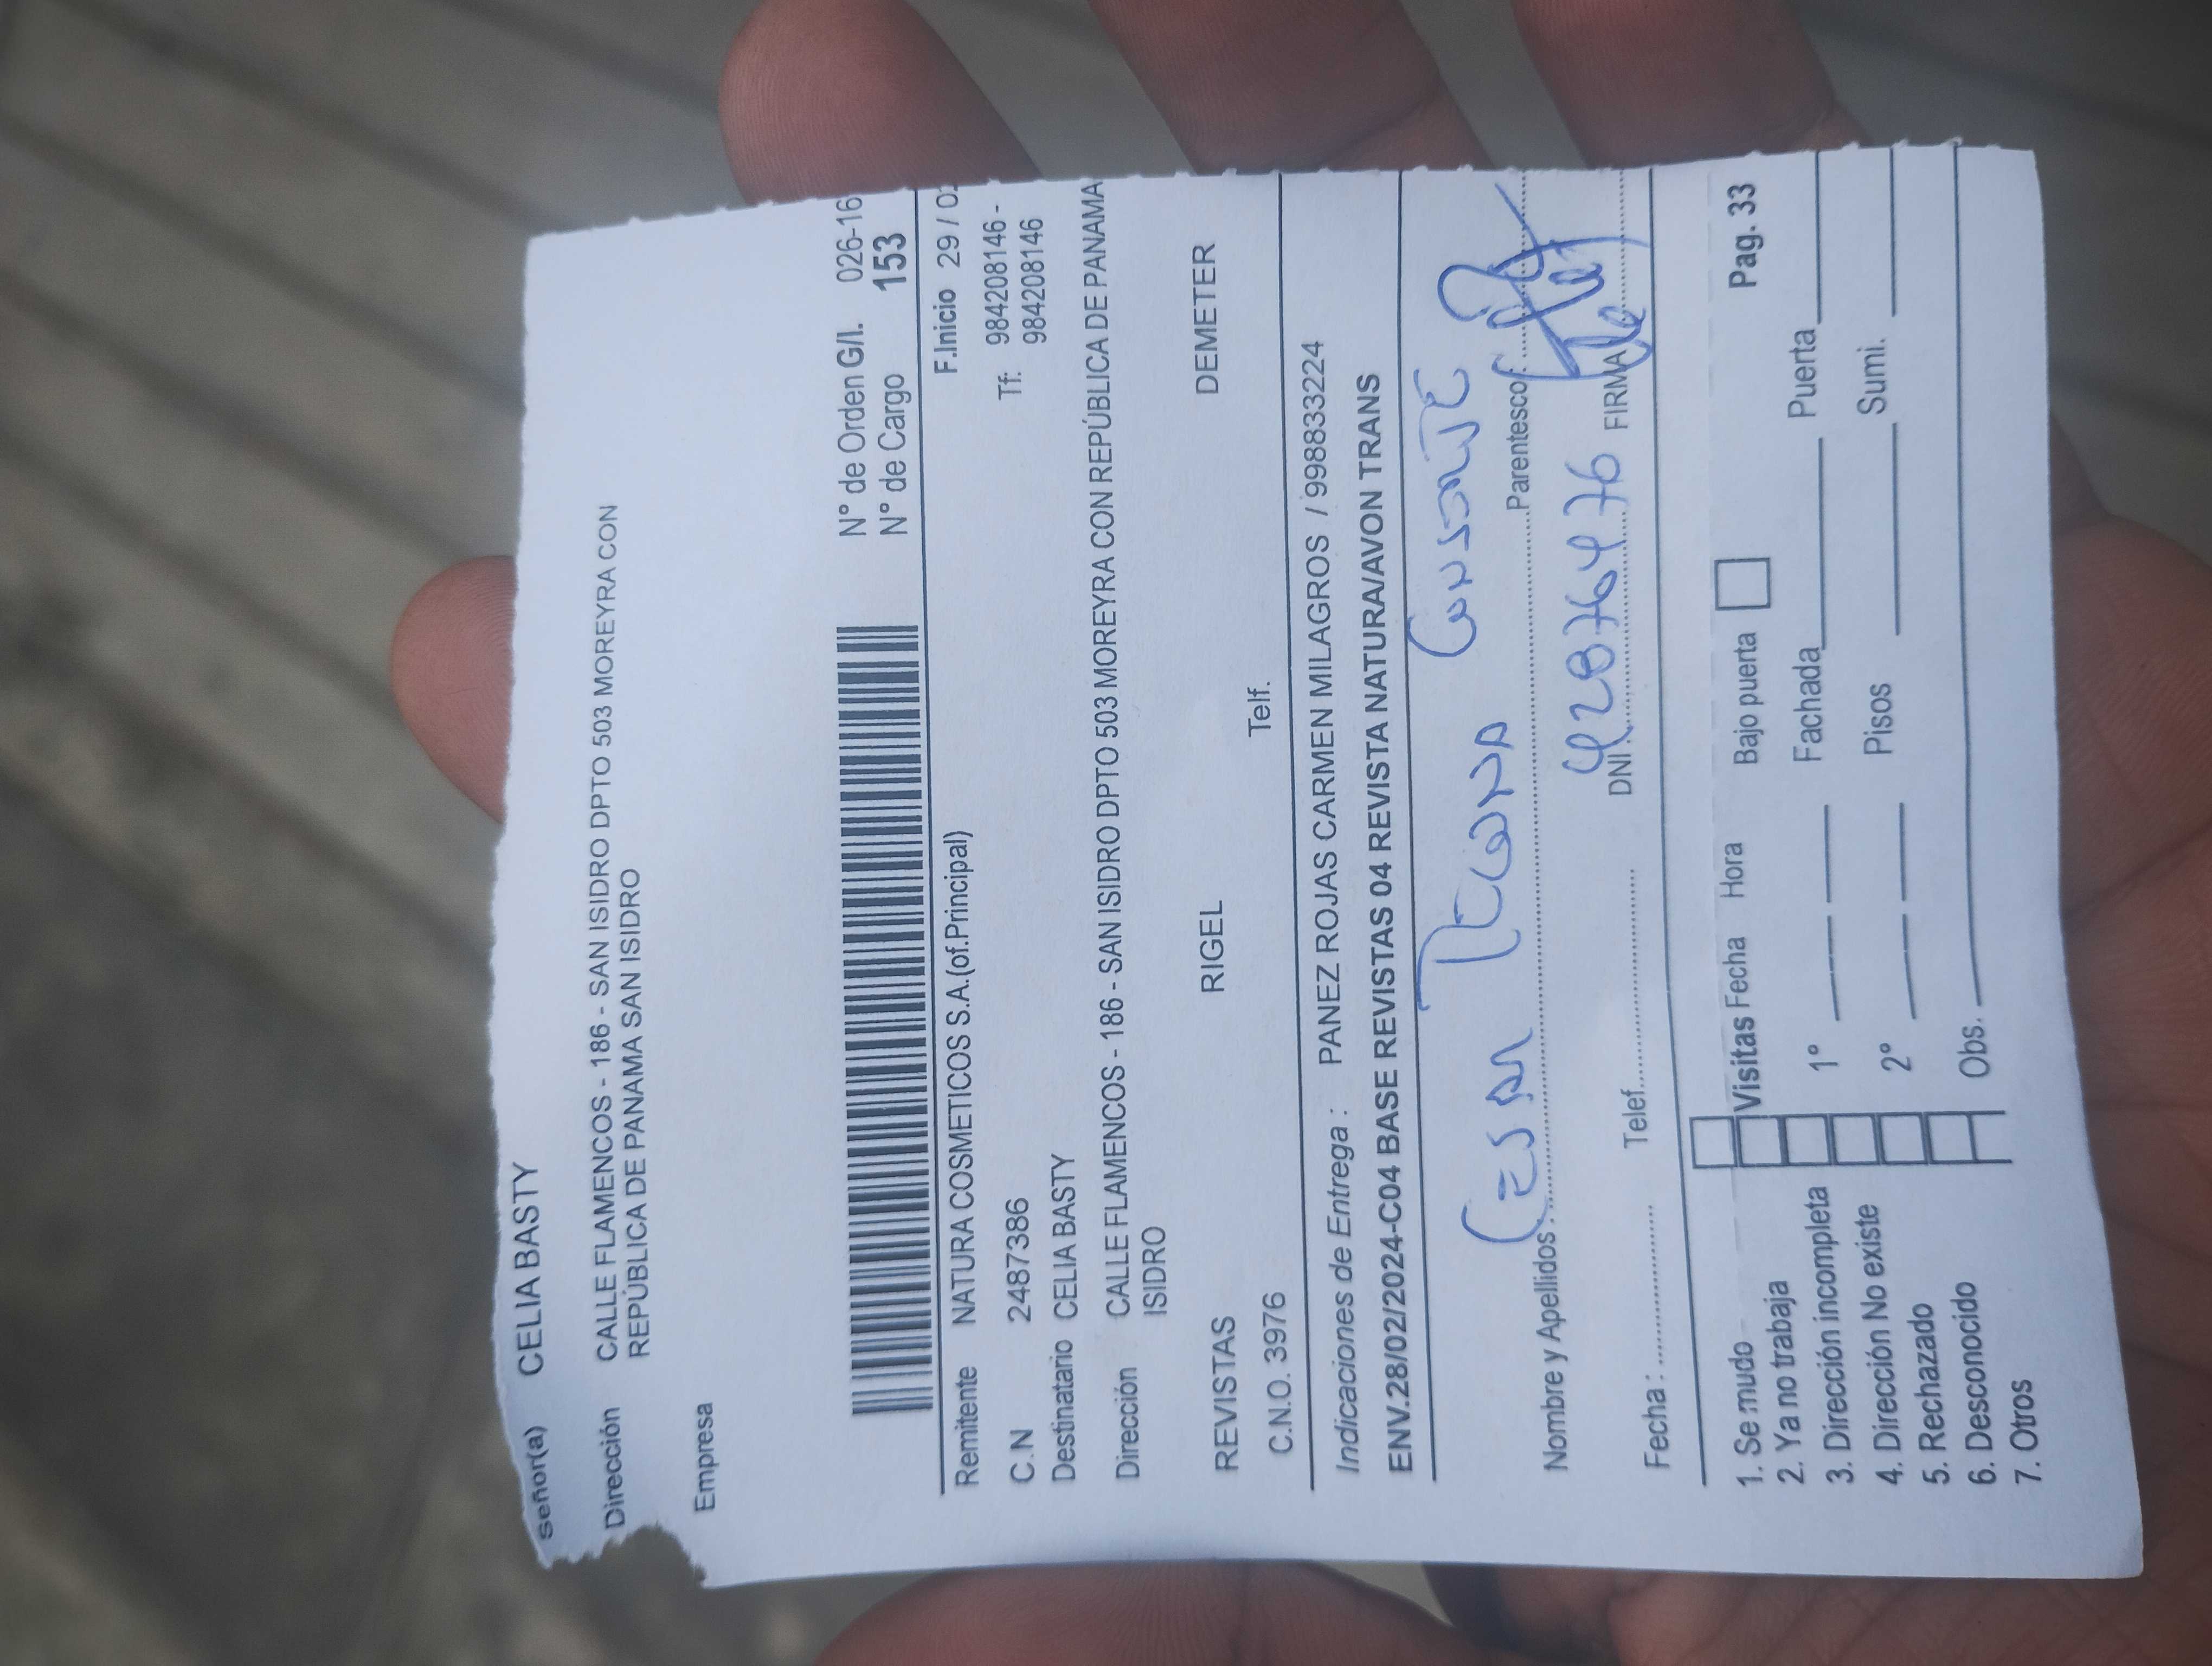 señor(a) CELIA BASTY
Dirección CALLE FLAMENCOS - 186 - SAN ISIDRO DPTO 503 MOREYRA CON
REPÚBLICA DE PANAMA SAN ISIDRO
Empresa
N° de Orden G/I. 026-16
N° de Cargo 153
Remitente NATURA COSMETICOS S.A.(of.Principal) F.Inicio 29 / 0
C.N 2487386 Tf: 984208146 -
984208146
Destinatario CELIA BASTY
Dirección CALLE FLAMENCOS - 186 - SAN ISIDRO DPTO 503 MOREYRA CON REPÚBLICA DE PANAMA
ISIDRO
REVISTAS RIGEL DEMETER
C.N.O. 3976 Telf.
Indicaciones de Entrega : PANEZ ROJAS CARMEN MILAGROS / 998833224
ENV.28/02/2024-C04 BASE REVISTAS 04 REVISTA NATURA/AVON TRANS
Nombre y Apellidos: Parentesco:
Fecha : Telef. DNI. 42876476 FIRMA
1. Se mudo Visitas Fecha Hora Bajo puerta Pag. 33
2. Ya no trabaja
3. Dirección incompleta 1° Fachada Puerta
4. Dirección No existe 2° Pisos Sumi.
5. Rechazado
6. Desconocido Obs.
7. Otros